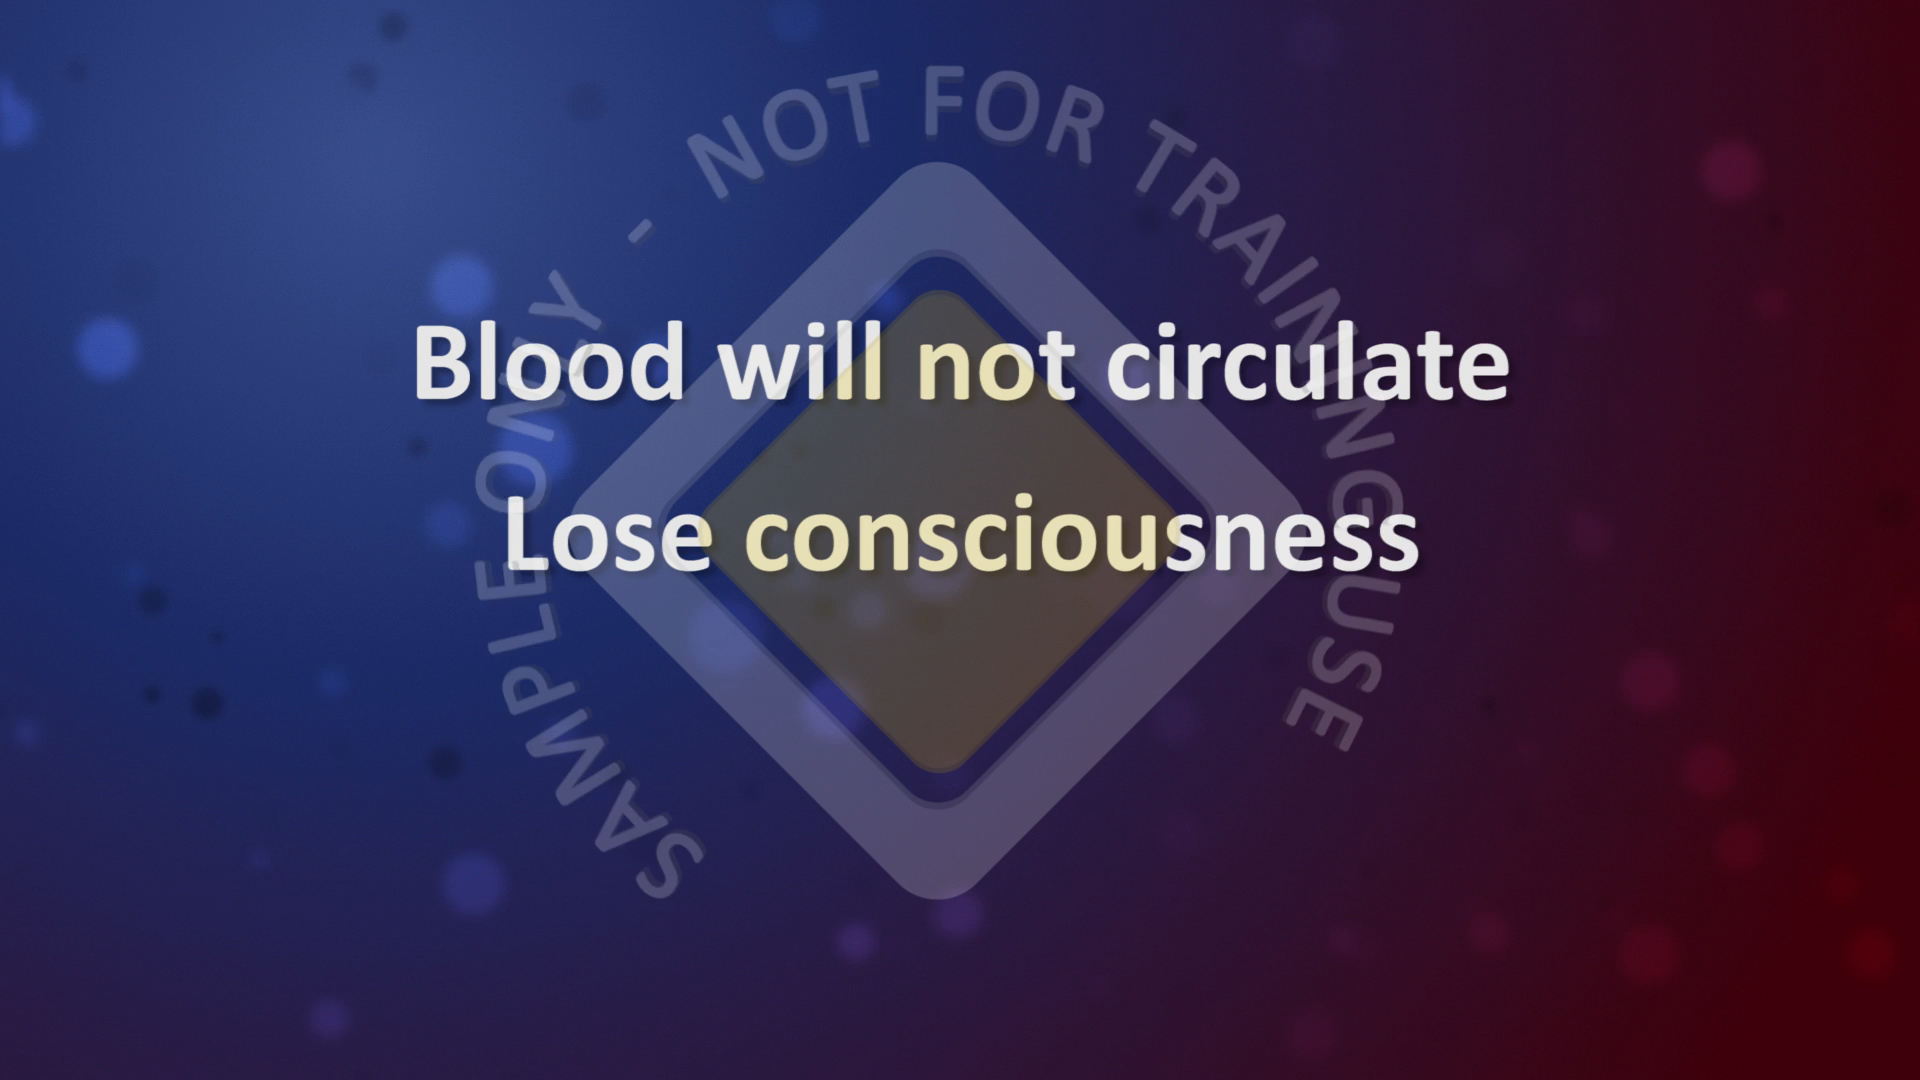 SAMPLE ONLY - NOT FOR TRAINING USE
Blood will not circulate
Lose consciousness